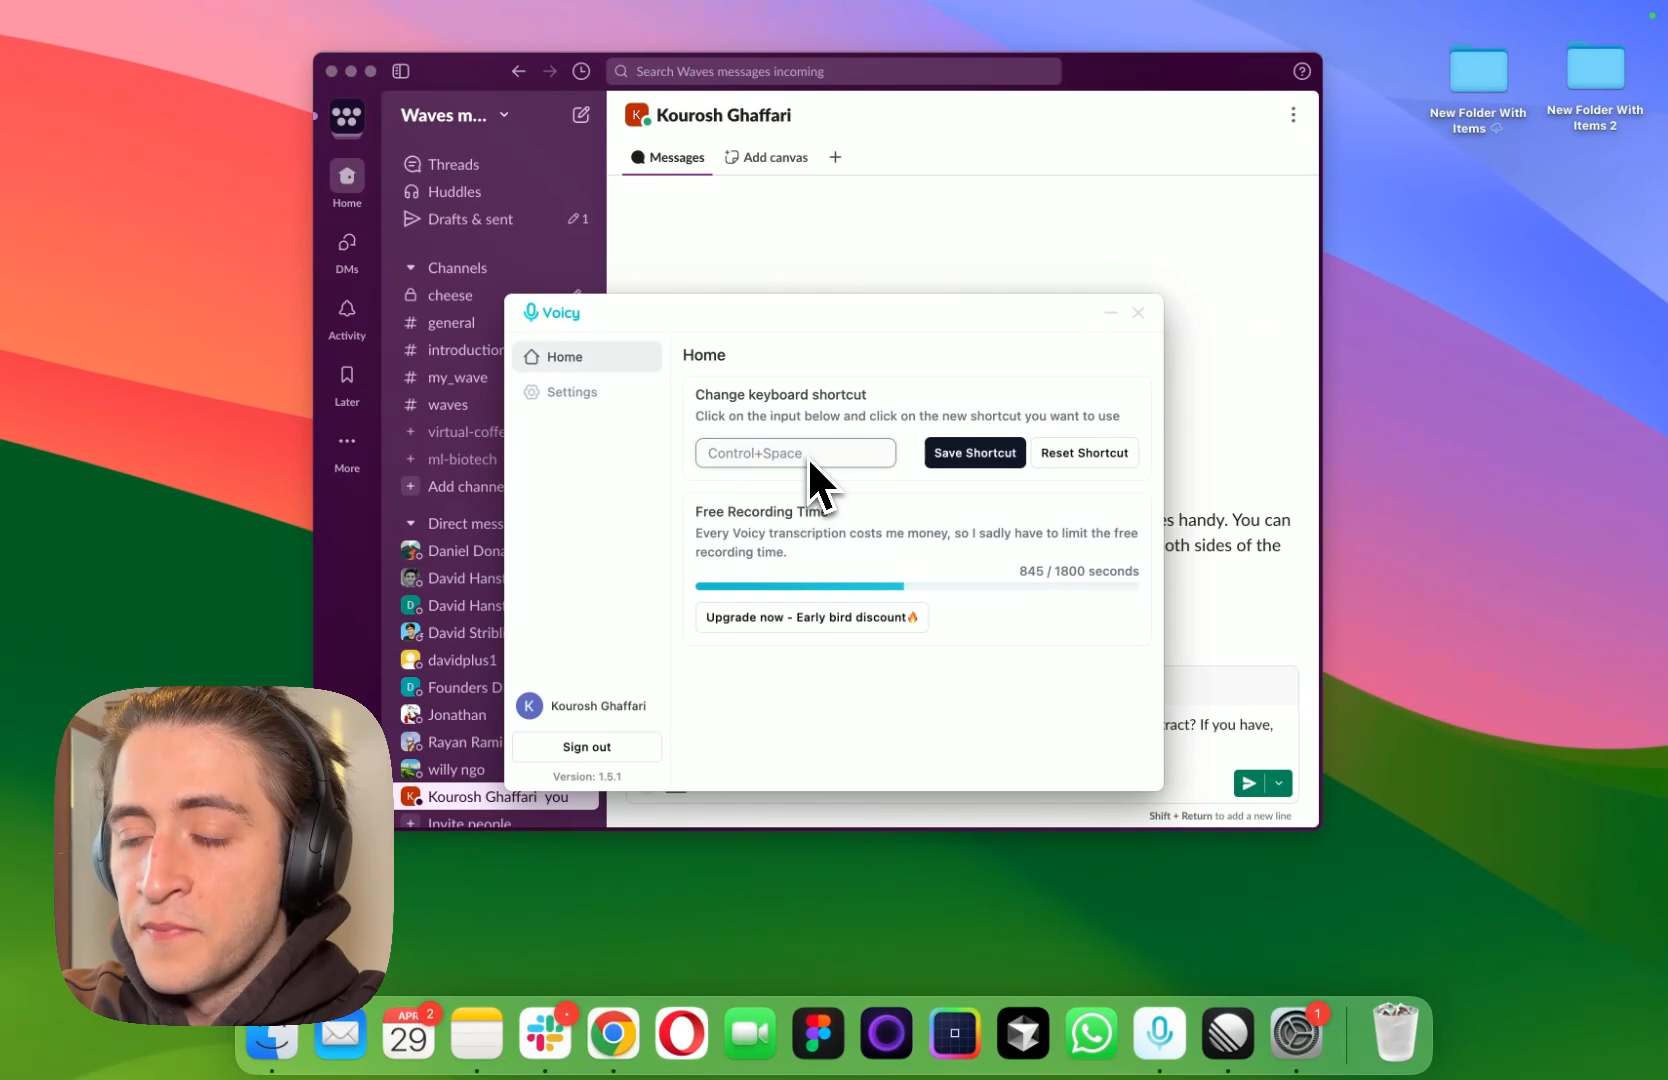 Search Waves messages incoming
Waves m...
Kourosh Ghaffari
Messages
Add canvas
Threads
Huddles
Drafts & sent
1
Channels
cheese
general
introduction
my_wave
waves
virtual-coffe
ml-biotech
Add channe
Direct mess
Daniel Dona
David Hanst
David Hanst
David Stribli
davidplus1
Founders D
Jonathan
Rayan Rami
willy ngo
Kourosh Ghaffari you
Invite people
Home
DMs
Activity
Later
More
K
D
D
K
es handy. You can
oth sides of the
ract? If you have,
Shift + Return to add a new line
Voicy
Home
Settings
Home
Change keyboard shortcut
Click on the input below and click on the new shortcut you want to use
Control+Space
Save Shortcut
Reset Shortcut
Free Recording Tim
Every Voicy transcription costs me money, so I sadly have to limit the free
recording time.
845 / 1800 seconds
Upgrade now - Early bird discount🔥
K
Kourosh Ghaffari
Sign out
Version: 1.5.1
New Folder With
Items
New Folder With
Items 2
APR
29
2
1